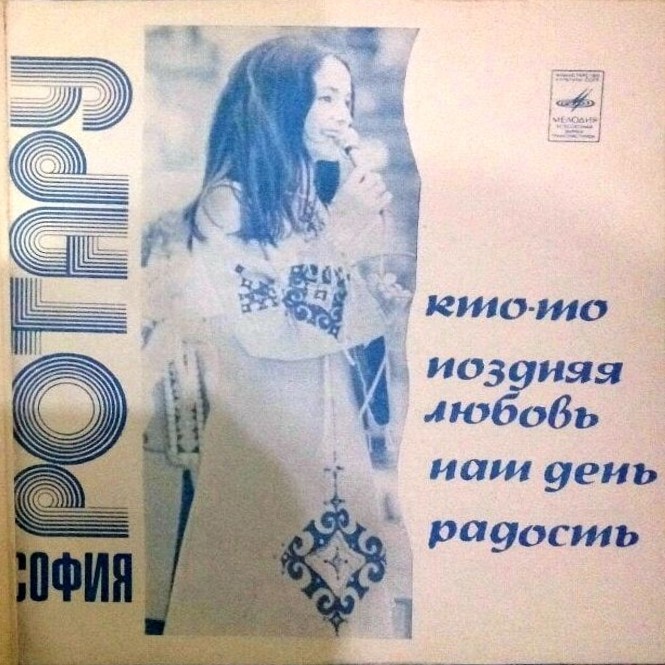 РОТАРУ
СОФИЯ
МЕЛОДИЯ
кто-то
поздняя
любовь
наш день
радость